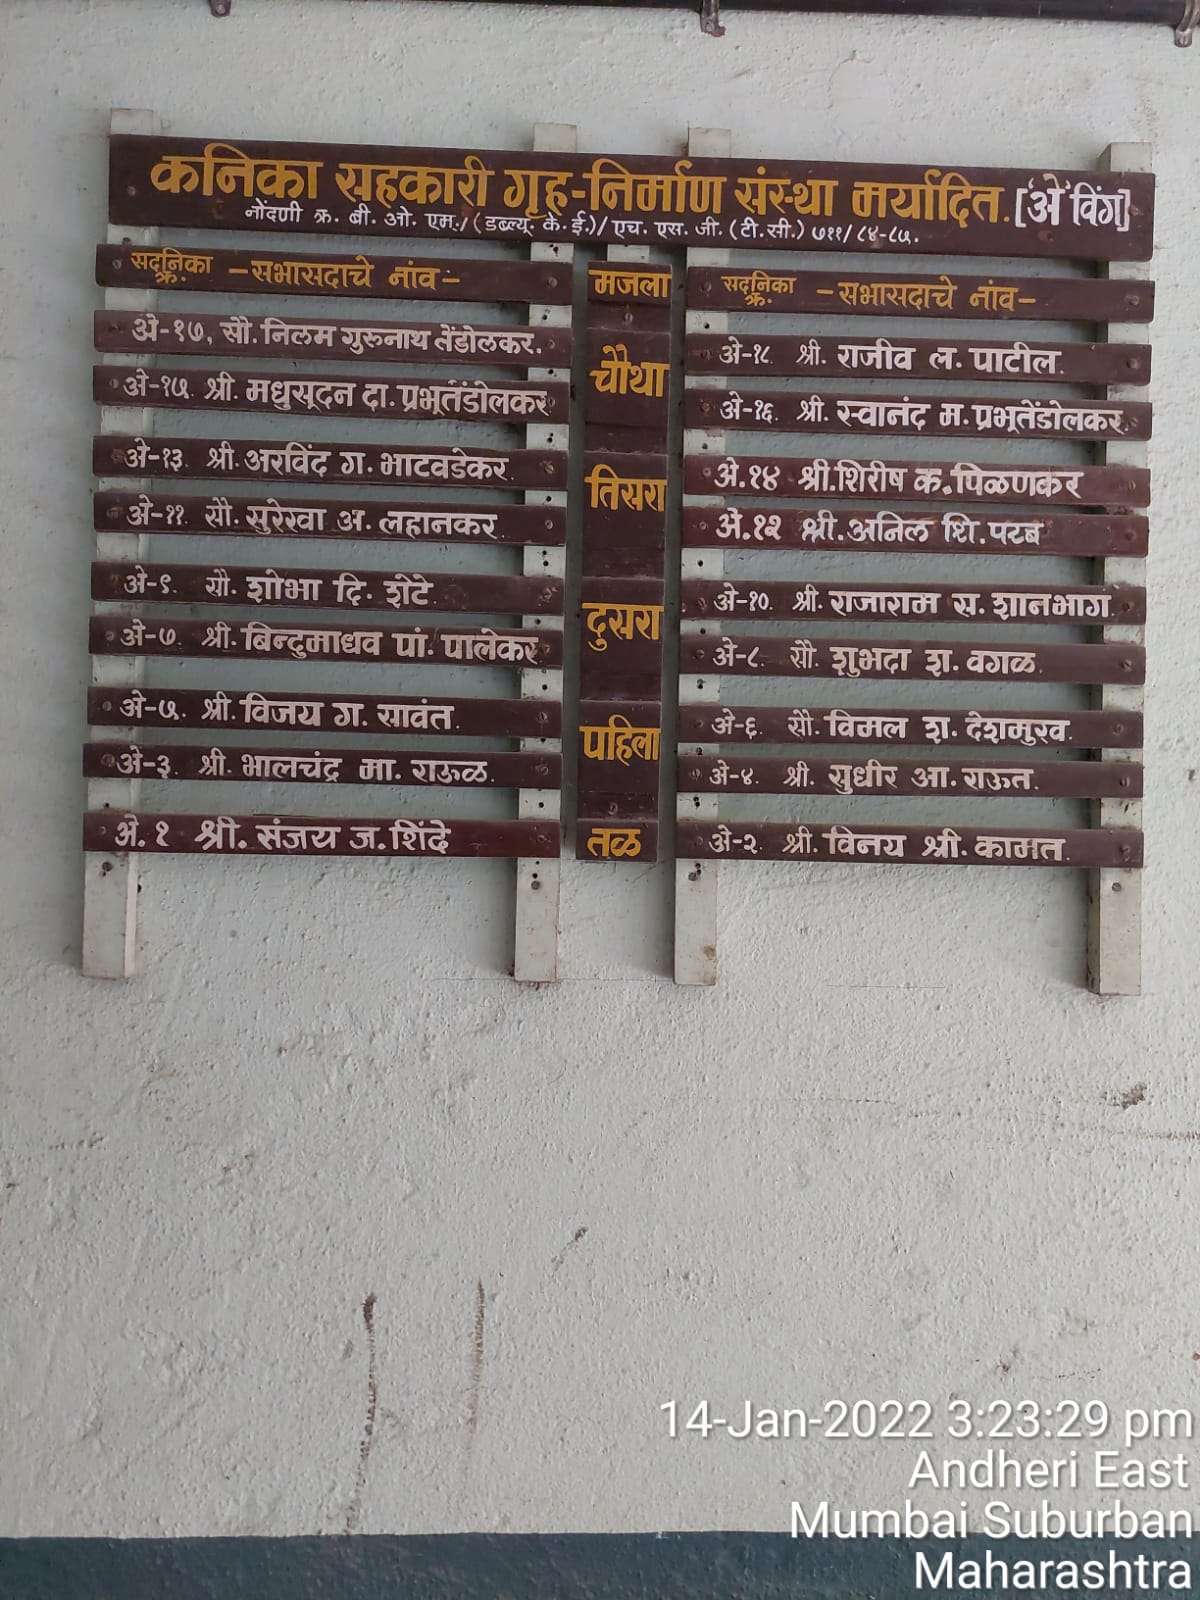 कनिका सहकारी गृह-निर्माण संस्था मर्यादित. ['अे' विंग]
नोंदणी क्र. बी. ओ. एम./(डब्ल्यू. के. ई.)/एच. एस. जी. (टी. सी.) ७११/८४-८५.
सदनिका क्र. -सभासदाचे नांव- मजला सदनिका क्र. -सभासदाचे नांव-
अे-१७, सौ. निलम गुरुनाथ तेंडोलकर. चौथा अे-१८ श्री. राजीव ल. पाटील.
अे-१५ श्री. मधुसूदन दा. प्रभूतेंडोलकर अे-१६ श्री. स्वानंद म. प्रभूतेंडोलकर.
अे-१३ श्री. अरविंद ग. भाटवडेकर. तिसरा अे.१४ श्री. शिरीष क. पिळणकर
अे-११ सौ. सुरेखा अ. लहानकर. अे.१२ श्री. अनिल शि. परब
अे-९ सौ. शोभा दि. शेटे. दुसरा अे-१०. श्री. राजाराम स. शानभाग.
अे-७. श्री. बिन्दुमाधव पां. पालेकर अे-८. सौ. शुभदा श. वगळ.
अे-५. श्री. विजय ग. सावंत. पहिला अे-६. सौ. विमल श. देशमुख.
अे-३. श्री. भालचंद्र मा. राऊळ. अे-४. श्री. सुधीर आ. राऊत.
अे. १ श्री. संजय ज. शिंदे तळ अे-२. श्री. विनय श्री. कामत.
14-Jan-2022 3:23:29 pm
Andheri East
Mumbai Suburban
Maharashtra